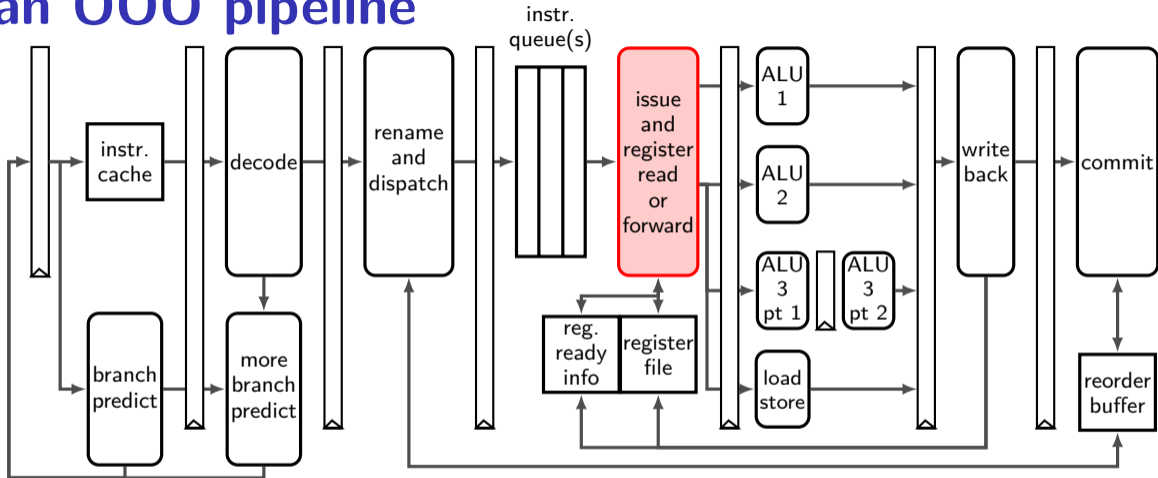 an OOO pipeline
instr.
queue(s)
instr.
cache
decode
rename
and
dispatch
issue
and
register
read
or
forward
ALU
1
ALU
2
ALU
3
pt 1
ALU
3
pt 2
load
store
write
back
commit
branch
predict
more
branch
predict
reg.
ready
info
register
file
reorder
buffer